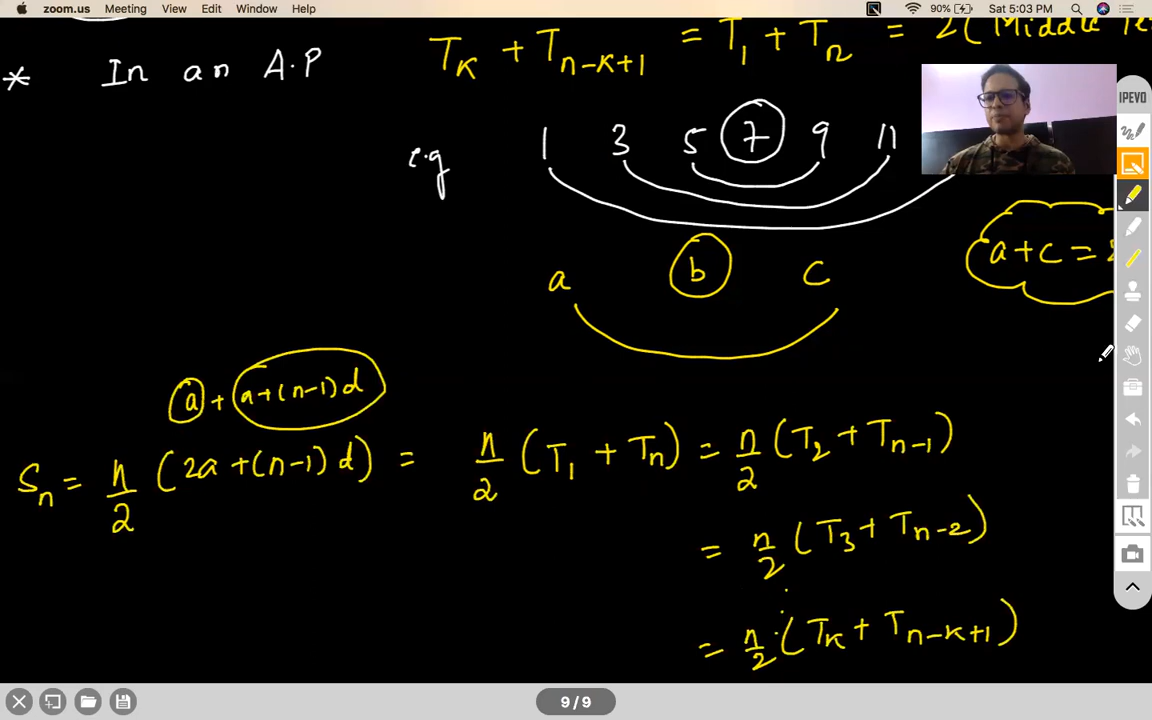 zoom.us Meeting View Edit Window Help 90% Sat 5:03 PM
T_K + T_{n-K+1} = T_1 + T_n = 2(Middle
* In an A.P
IPEVO
e.g 1 3 5 7 9 11
a b c
a+c =
a + a+(n-1)d
S_n = n/2 (2a +(n-1)d) = n/2 (T_1 + T_n) = n/2 (T_2 + T_{n-1})
= n/2 (T_3 + T_{n-2})
= n/2 (T_K + T_{n-K+1})
9 / 9